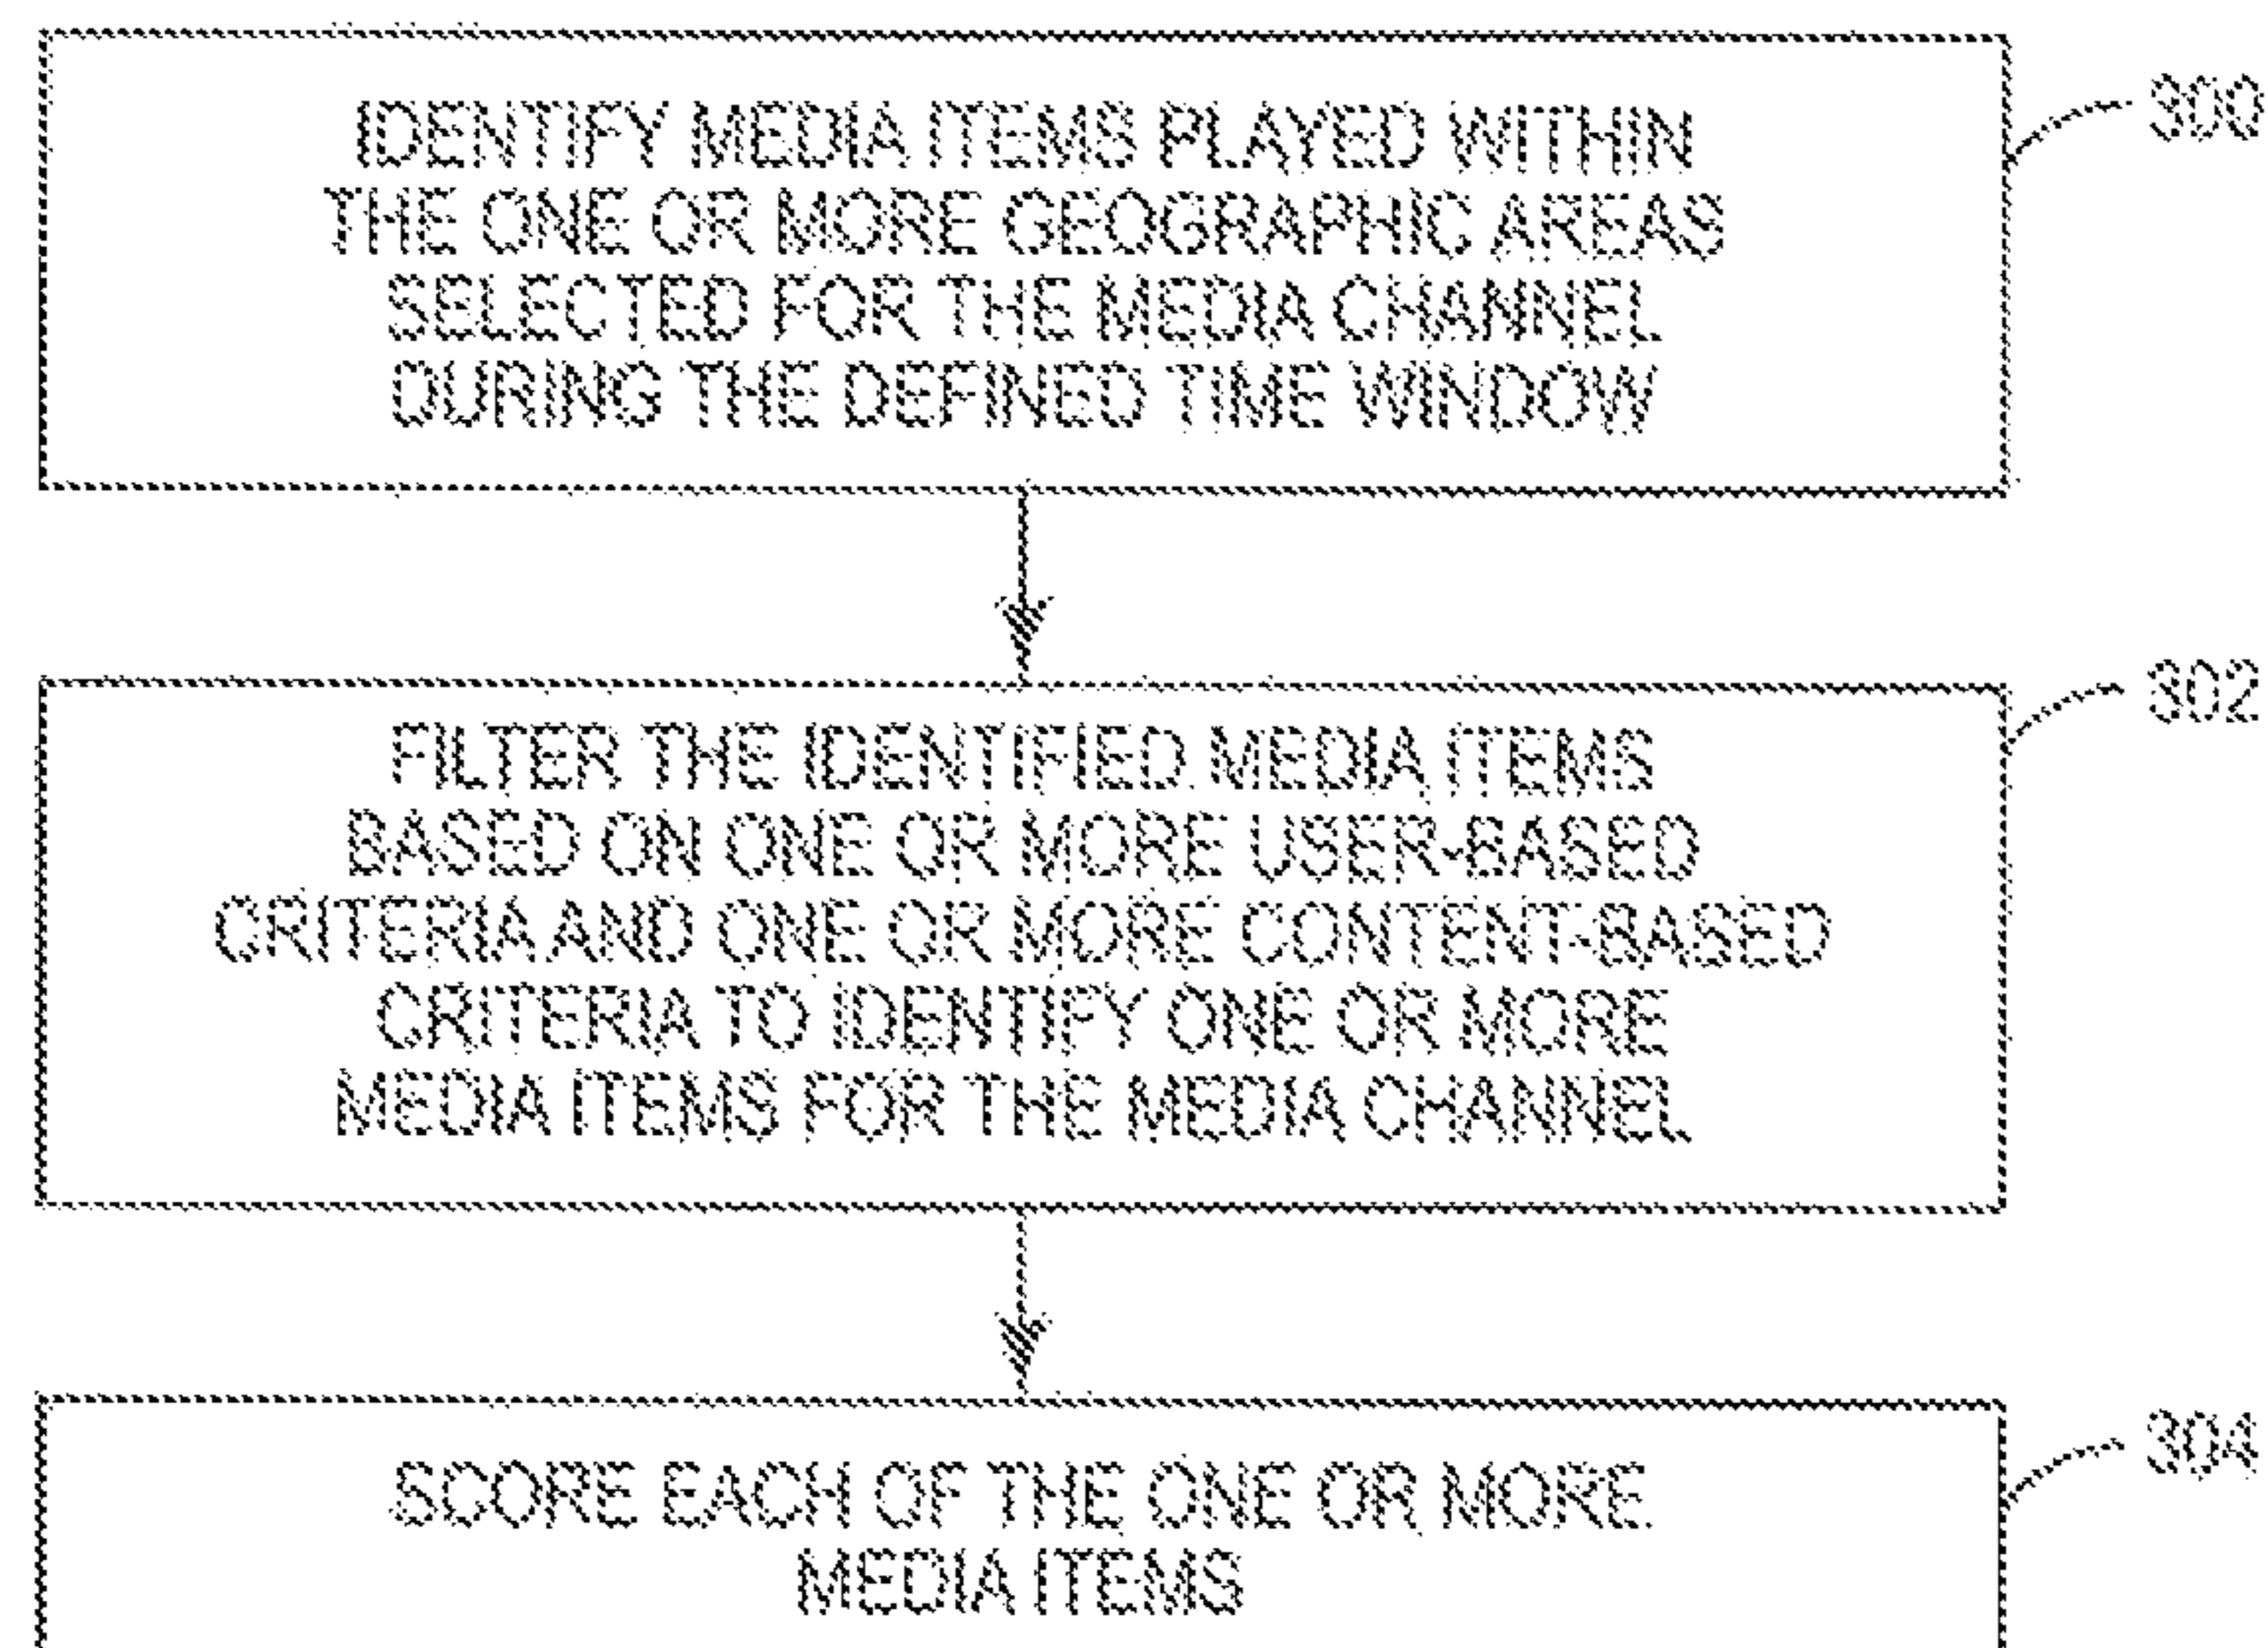 IDENTIFY MEDIA ITEMS PLAYED WITHIN
THE ONE OR MORE GEOGRAPHIC AREAS
SELECTED FOR THE MEDIA CHANNEL
DURING THE DEFINED TIME WINDOW
300
FILTER THE IDENTIFIED MEDIA ITEMS
BASED ON ONE OR MORE USER-BASED
CRITERIA AND ONE OR MORE CONTENT-BASED
CRITERIA TO IDENTIFY ONE OR MORE
MEDIA ITEMS FOR THE MEDIA CHANNEL
302
SCORE EACH OF THE ONE OR MORE
MEDIA ITEMS
304